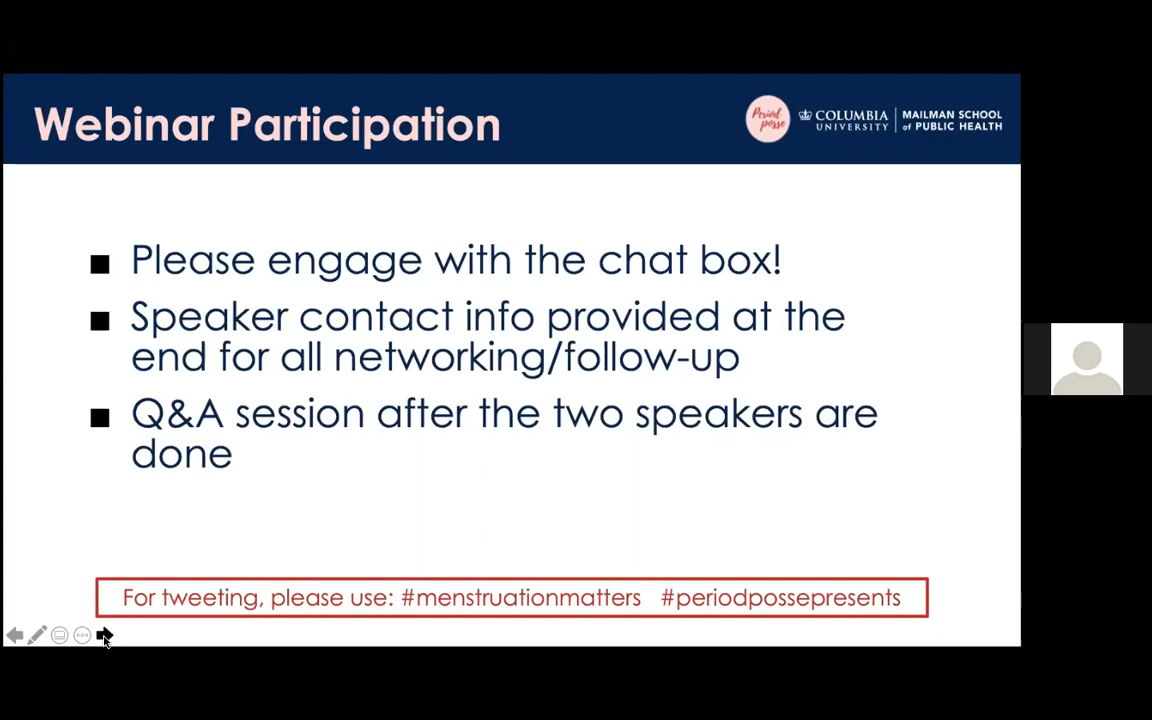 Webinar Participation
Period
posse
COLUMBIA
UNIVERSITY
MAILMAN SCHOOL
of PUBLIC HEALTH
■ Please engage with the chat box!
■ Speaker contact info provided at the
end for all networking/follow-up
■ Q&A session after the two speakers are
done
For tweeting, please use: #menstruationmatters #periodpossepresents